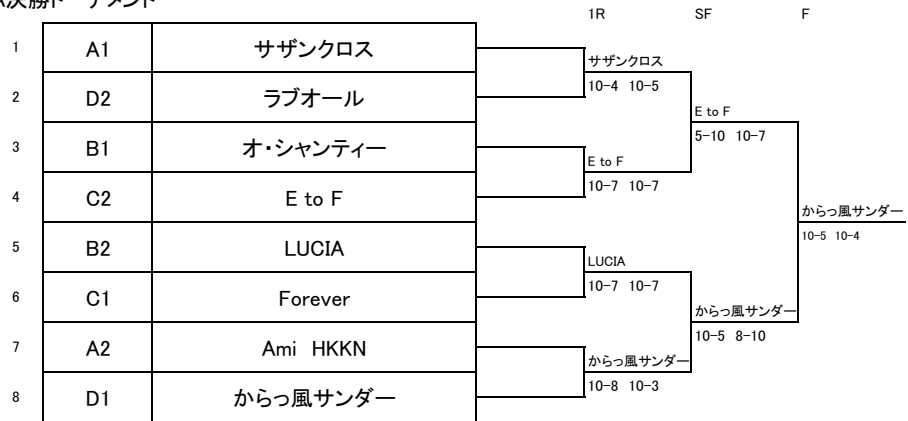 決勝トーナメント
1R SF F
1 A1 サザンクロス
サザンクロス
2 D2 ラブオール
10-4 10-5
E to F
3 B1 オ・シャンティー
5-10 10-7
E to F
4 C2 E to F
10-7 10-7
からっ風サンダー
5 B2 LUCIA
10-5 10-4
LUCIA
6 C1 Forever
10-7 10-7
からっ風サンダー
7 A2 Ami HKKN
10-5 8-10
からっ風サンダー
8 D1 からっ風サンダー
10-8 10-3